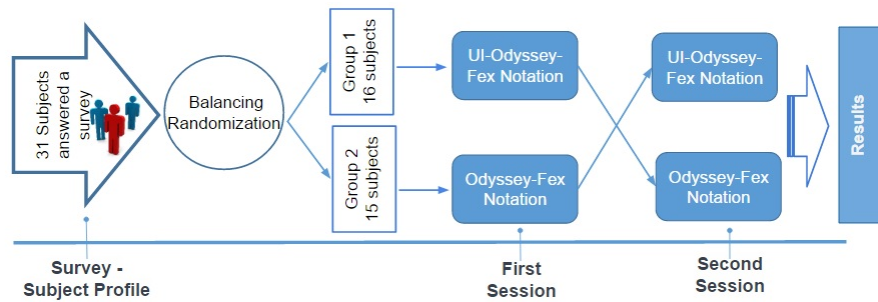 31 Subjects
answered a
survey
Balancing
Randomization
Group 1
16 subjects
Group 2
15 subjects
UI-Odyssey-
Fex Notation
Odyssey-Fex
Notation
UI-Odyssey-
Fex Notation
Odyssey-Fex
Notation
Results
Survey -
Subject Profile
First
Session
Second
Session